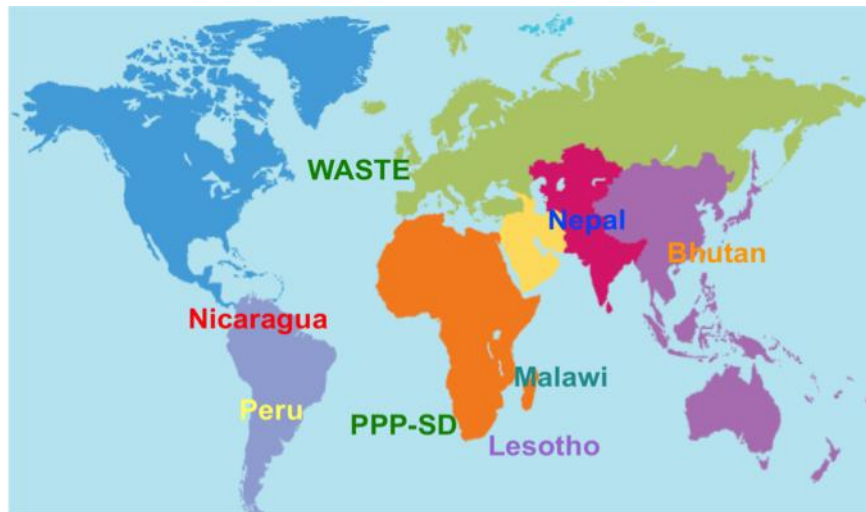 WASTE
Nepal
Bhutan
Nicaragua
Malawi
Peru
PPP-SD
Lesotho